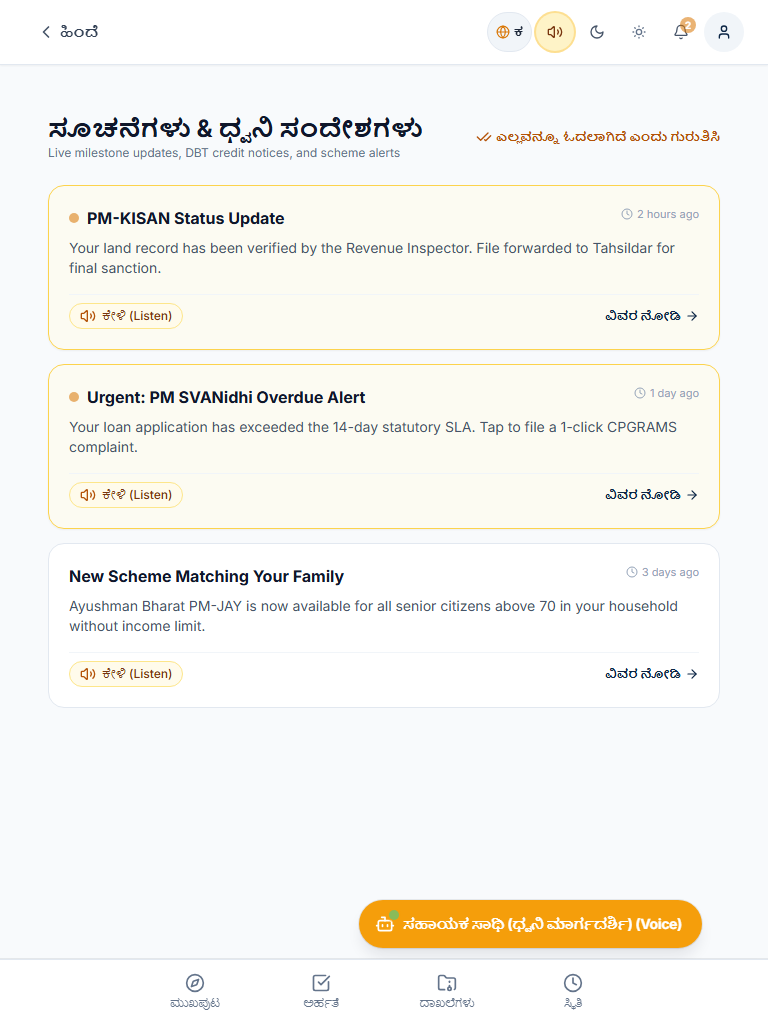 ಹಿಂದೆ
ಕ
2
ಸೂಚನೆಗಳು & ಧ್ವನಿ ಸಂದೇಶಗಳು
ಎಲ್ಲವನ್ನೂ ಓದಲಾಗಿದೆ ಎಂದು ಗುರುತಿಸಿ
Live milestone updates, DBT credit notices, and scheme alerts
PM-KISAN Status Update
2 hours ago
Your land record has been verified by the Revenue Inspector. File forwarded to Tahsildar for
final sanction.
ಕೇಳಿ (Listen)
ವಿವರ ನೋಡಿ
Urgent: PM SVANidhi Overdue Alert
1 day ago
Your loan application has exceeded the 14-day statutory SLA. Tap to file a 1-click CPGRAMS
complaint.
ಕೇಳಿ (Listen)
ವಿವರ ನೋಡಿ
New Scheme Matching Your Family
3 days ago
Ayushman Bharat PM-JAY is now available for all senior citizens above 70 in your household
without income limit.
ಕೇಳಿ (Listen)
ವಿವರ ನೋಡಿ
ಸಹಾಯಕ ಸಾಥಿ (ಧ್ವನಿ ಮಾರ್ಗದರ್ಶಿ) (Voice)
ಮುಖಪುಟ
ಅರ್ಹತೆ
ದಾಖಲೆಗಳು
ಸ್ಥಿತಿ